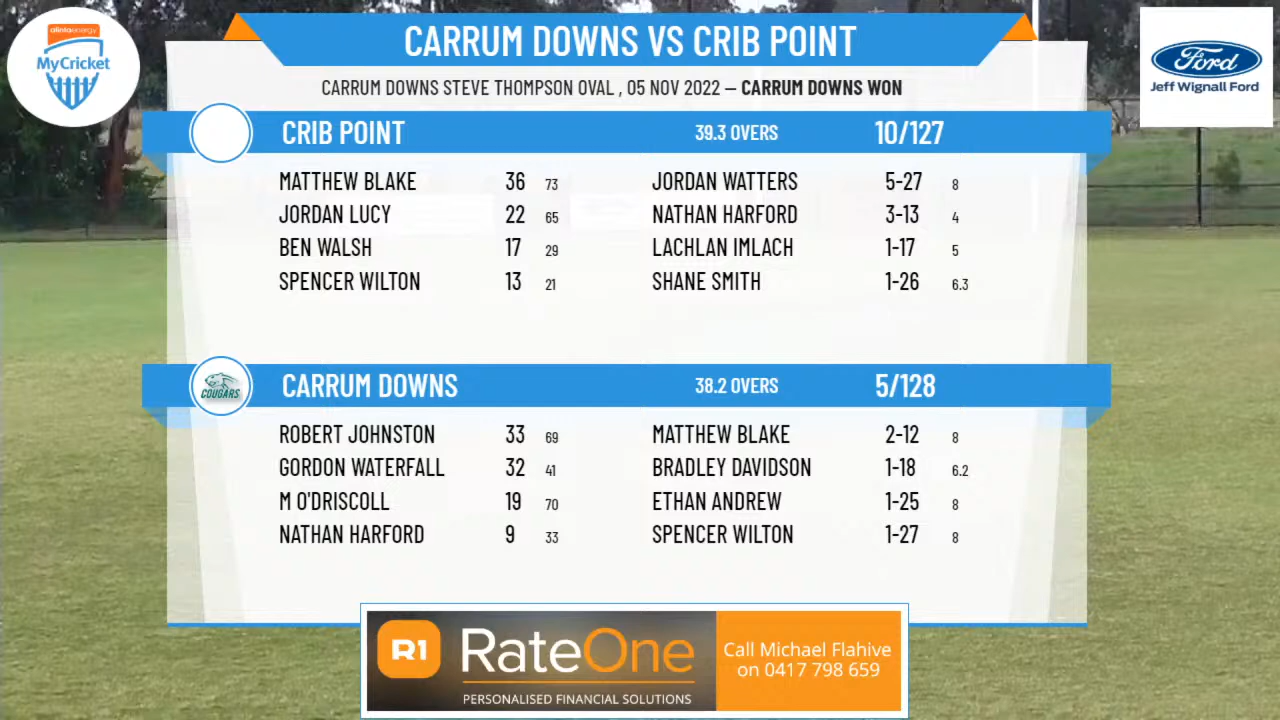 alintaenergy
MyCricket
CARRUM DOWNS VS CRIB POINT
Ford
Jeff Wignall Ford
CARRUM DOWNS STEVE THOMPSON OVAL , 05 NOV 2022 – CARRUM DOWNS WON
CRIB POINT 39.3 OVERS 10/127
MATTHEW BLAKE 36 73 JORDAN WATTERS 5-27 8
JORDAN LUCY 22 65 NATHAN HARFORD 3-13 4
BEN WALSH 17 29 LACHLAN IMLACH 1-17 5
SPENCER WILTON 13 21 SHANE SMITH 1-26 6.3
COUGARS
CARRUM DOWNS 38.2 OVERS 5/128
ROBERT JOHNSTON 33 69 MATTHEW BLAKE 2-12 8
GORDON WATERFALL 32 41 BRADLEY DAVIDSON 1-18 6.2
M O'DRISCOLL 19 70 ETHAN ANDREW 1-25 8
NATHAN HARFORD 9 33 SPENCER WILTON 1-27 8
R1 RateOne
PERSONALISED FINANCIAL SOLUTIONS
Call Michael Flahive
on 0417 798 659